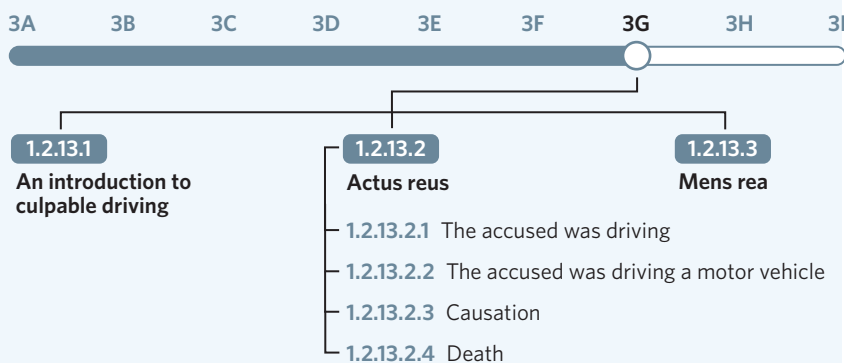 3A 3B 3C 3D 3E 3F 3G 3H
1.2.13.1 1.2.13.2 1.2.13.3
An introduction to
culpable driving
Actus reus
Mens rea
1.2.13.2.1 The accused was driving
1.2.13.2.2 The accused was driving a motor vehicle
1.2.13.2.3 Causation
1.2.13.2.4 Death